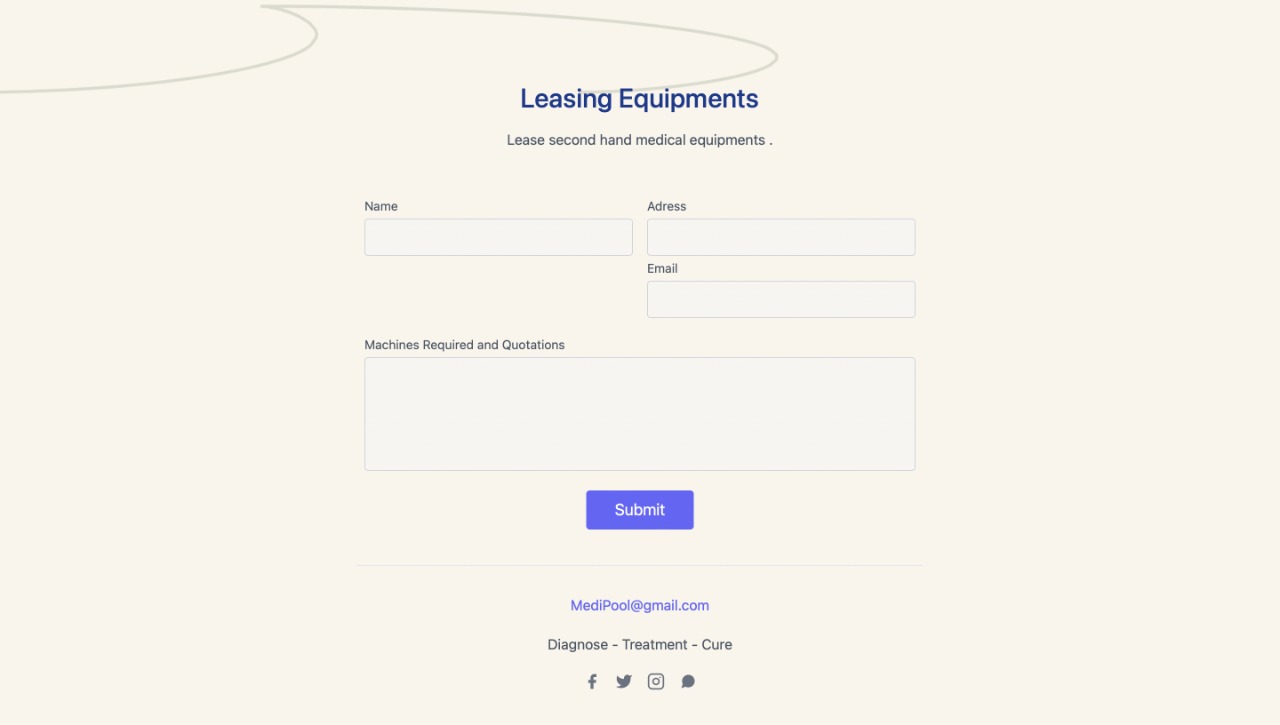 Leasing Equipments
Lease second hand medical equipments .
Name
Adress
Email
Machines Required and Quotations
Submit
MediPool@gmail.com
Diagnose - Treatment - Cure